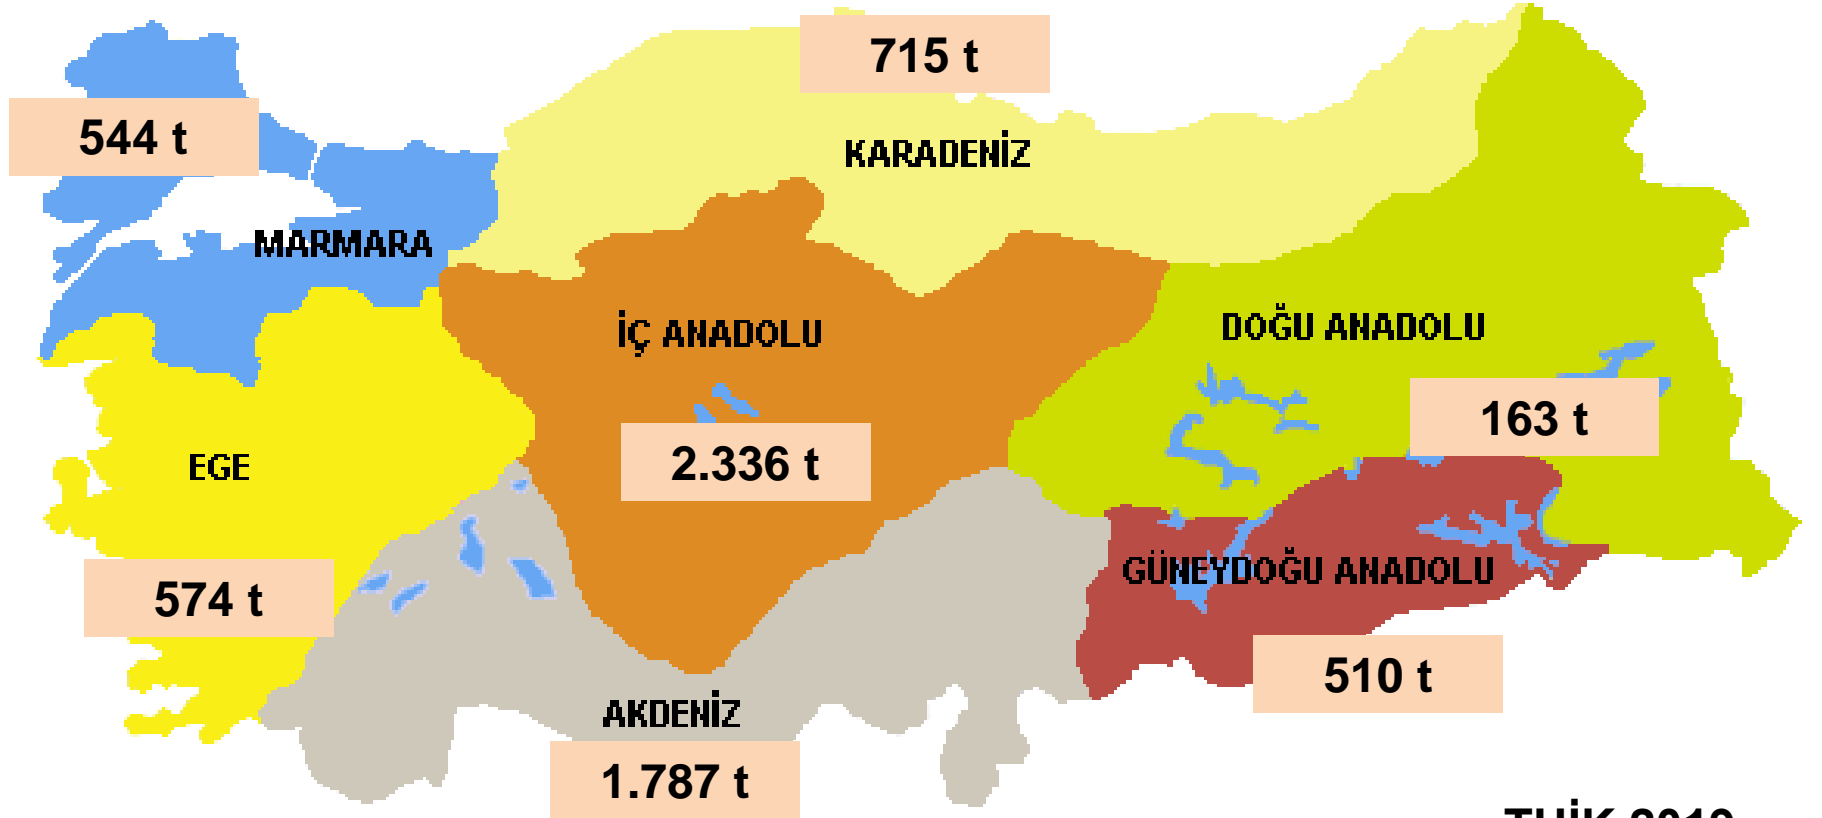 715 t
544 t
KARADENİZ
MARMARA
İÇ ANADOLU
DOĞU ANADOLU
163 t
2.336 t
EGE
574 t
GÜNEYDOĞU ANADOLU
510 t
AKDENİZ
1.787 t